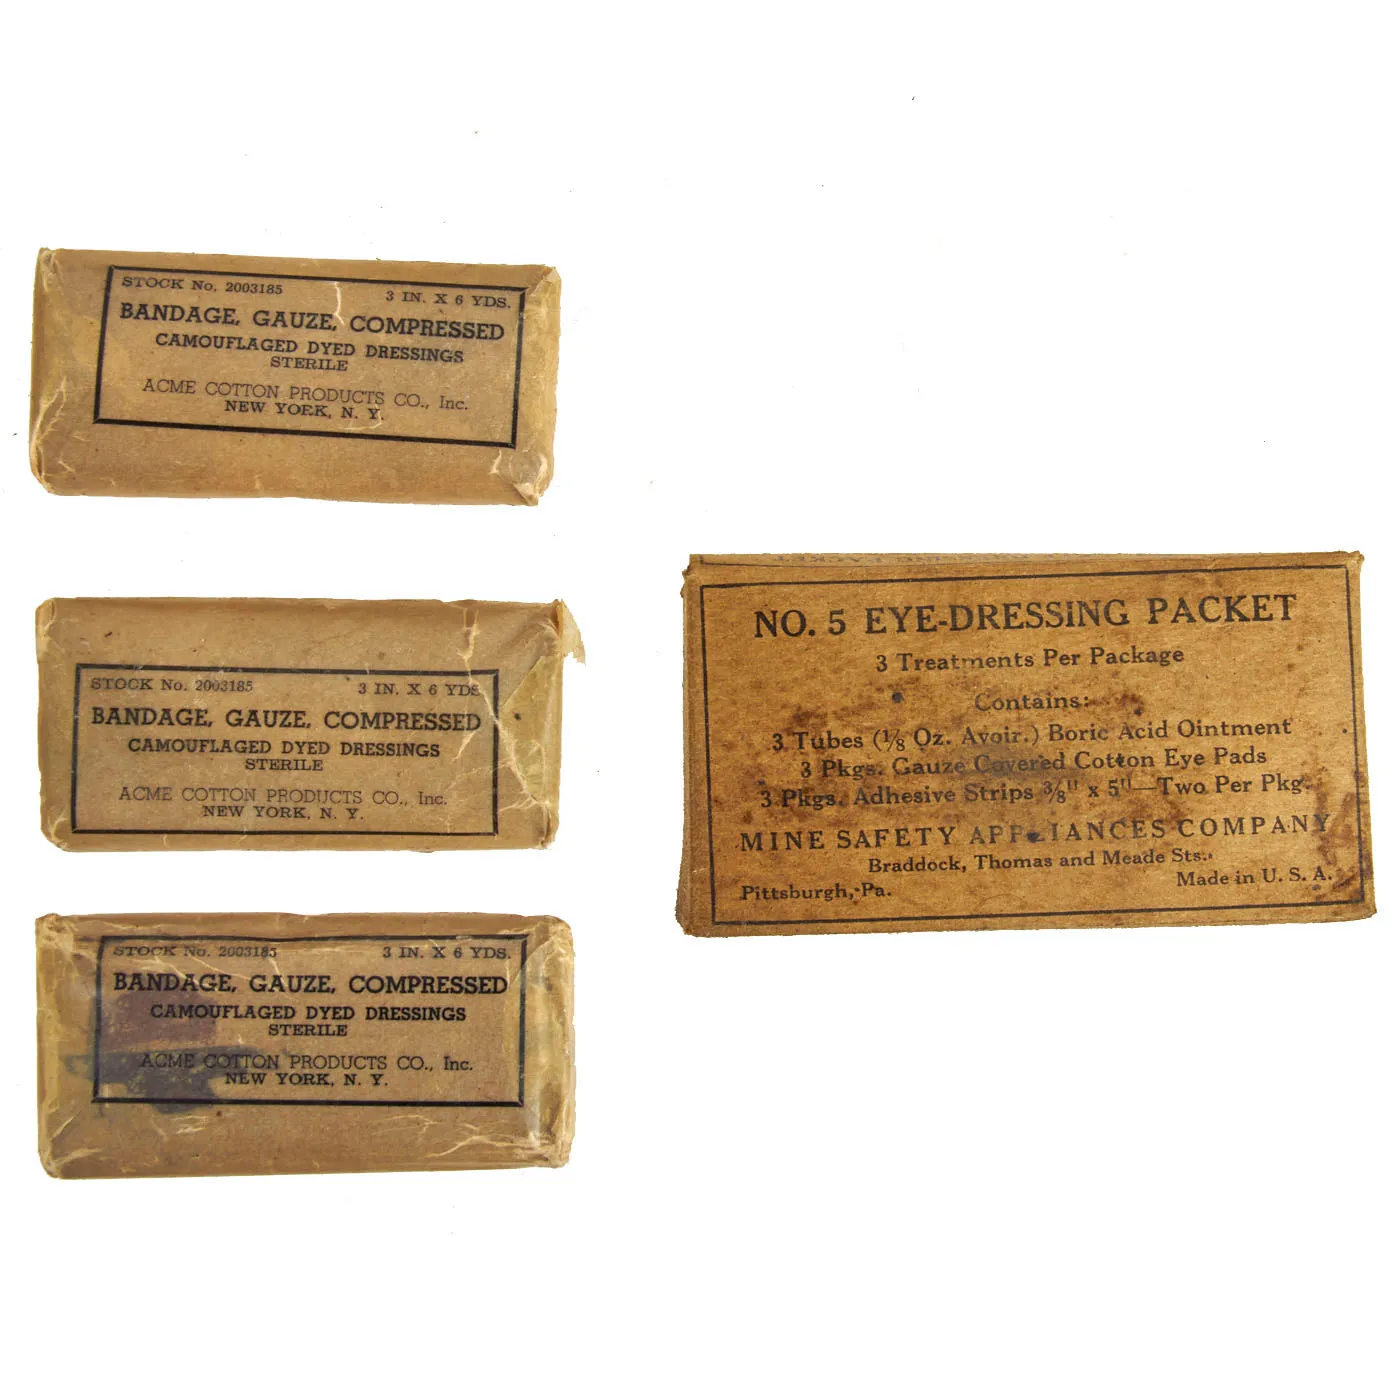 STOCK No. 2003185 3 IN. X 6 YDS.
BANDAGE, GAUZE, COMPRESSED
CAMOUFLAGED DYED DRESSINGS
STERILE
ACME COTTON PRODUCTS CO., Inc.
NEW YORK, N. Y.
STOCK No. 2003185 3 IN. X 6 YDS
BANDAGE, GAUZE, COMPRESSED
CAMOUFLAGED DYED DRESSINGS
STERILE
ACME COTTON PRODUCTS CO., Inc.
NEW YORK, N. Y.
STOCK No. 2003185 3 IN. X 6 YDS.
BANDAGE, GAUZE, COMPRESSED
CAMOUFLAGED DYED DRESSINGS
STERILE
ACME COTTON PRODUCTS CO., Inc.
NEW YORK, N. Y.
NO. 5 EYE-DRESSING PACKET
3 Treatments Per Package
Contains:
3 Tubes (⅛ Oz. Avoir.) Boric Acid Ointment
3 Pkgs. Gauze Covered Cotton Eye Pads
3 Pkgs. Adhesive Strips ⅜" x 5"—Two Per Pkg.
MINE SAFETY APPLIANCES COMPANY
Braddock, Thomas and Meade Sts.
Pittsburgh, Pa. Made in U. S. A.